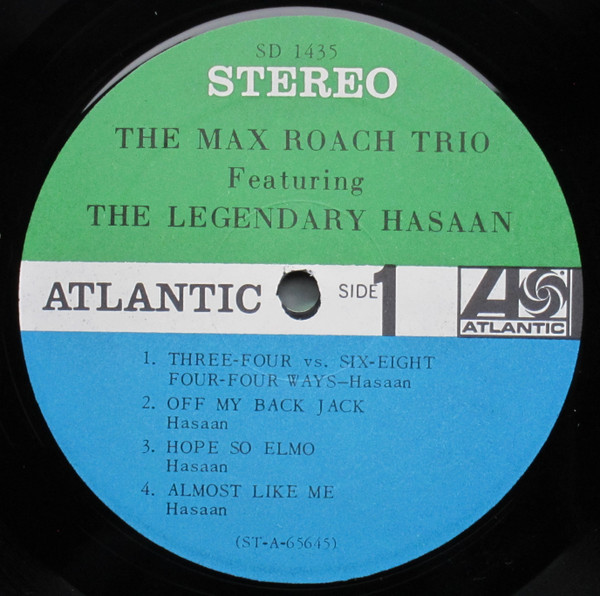 SD 1435
STEREO
THE MAX ROACH TRIO
Featuring
THE LEGENDARY HASAAN
ATLANTIC SIDE 1
ATLANTIC
1. THREE-FOUR vs. SIX-EIGHT
FOUR-FOUR WAYS—Hasaan
2. OFF MY BACK JACK
Hasaan
3. HOPE SO ELMO
Hasaan
4. ALMOST LIKE ME
Hasaan
(ST-A-65645)